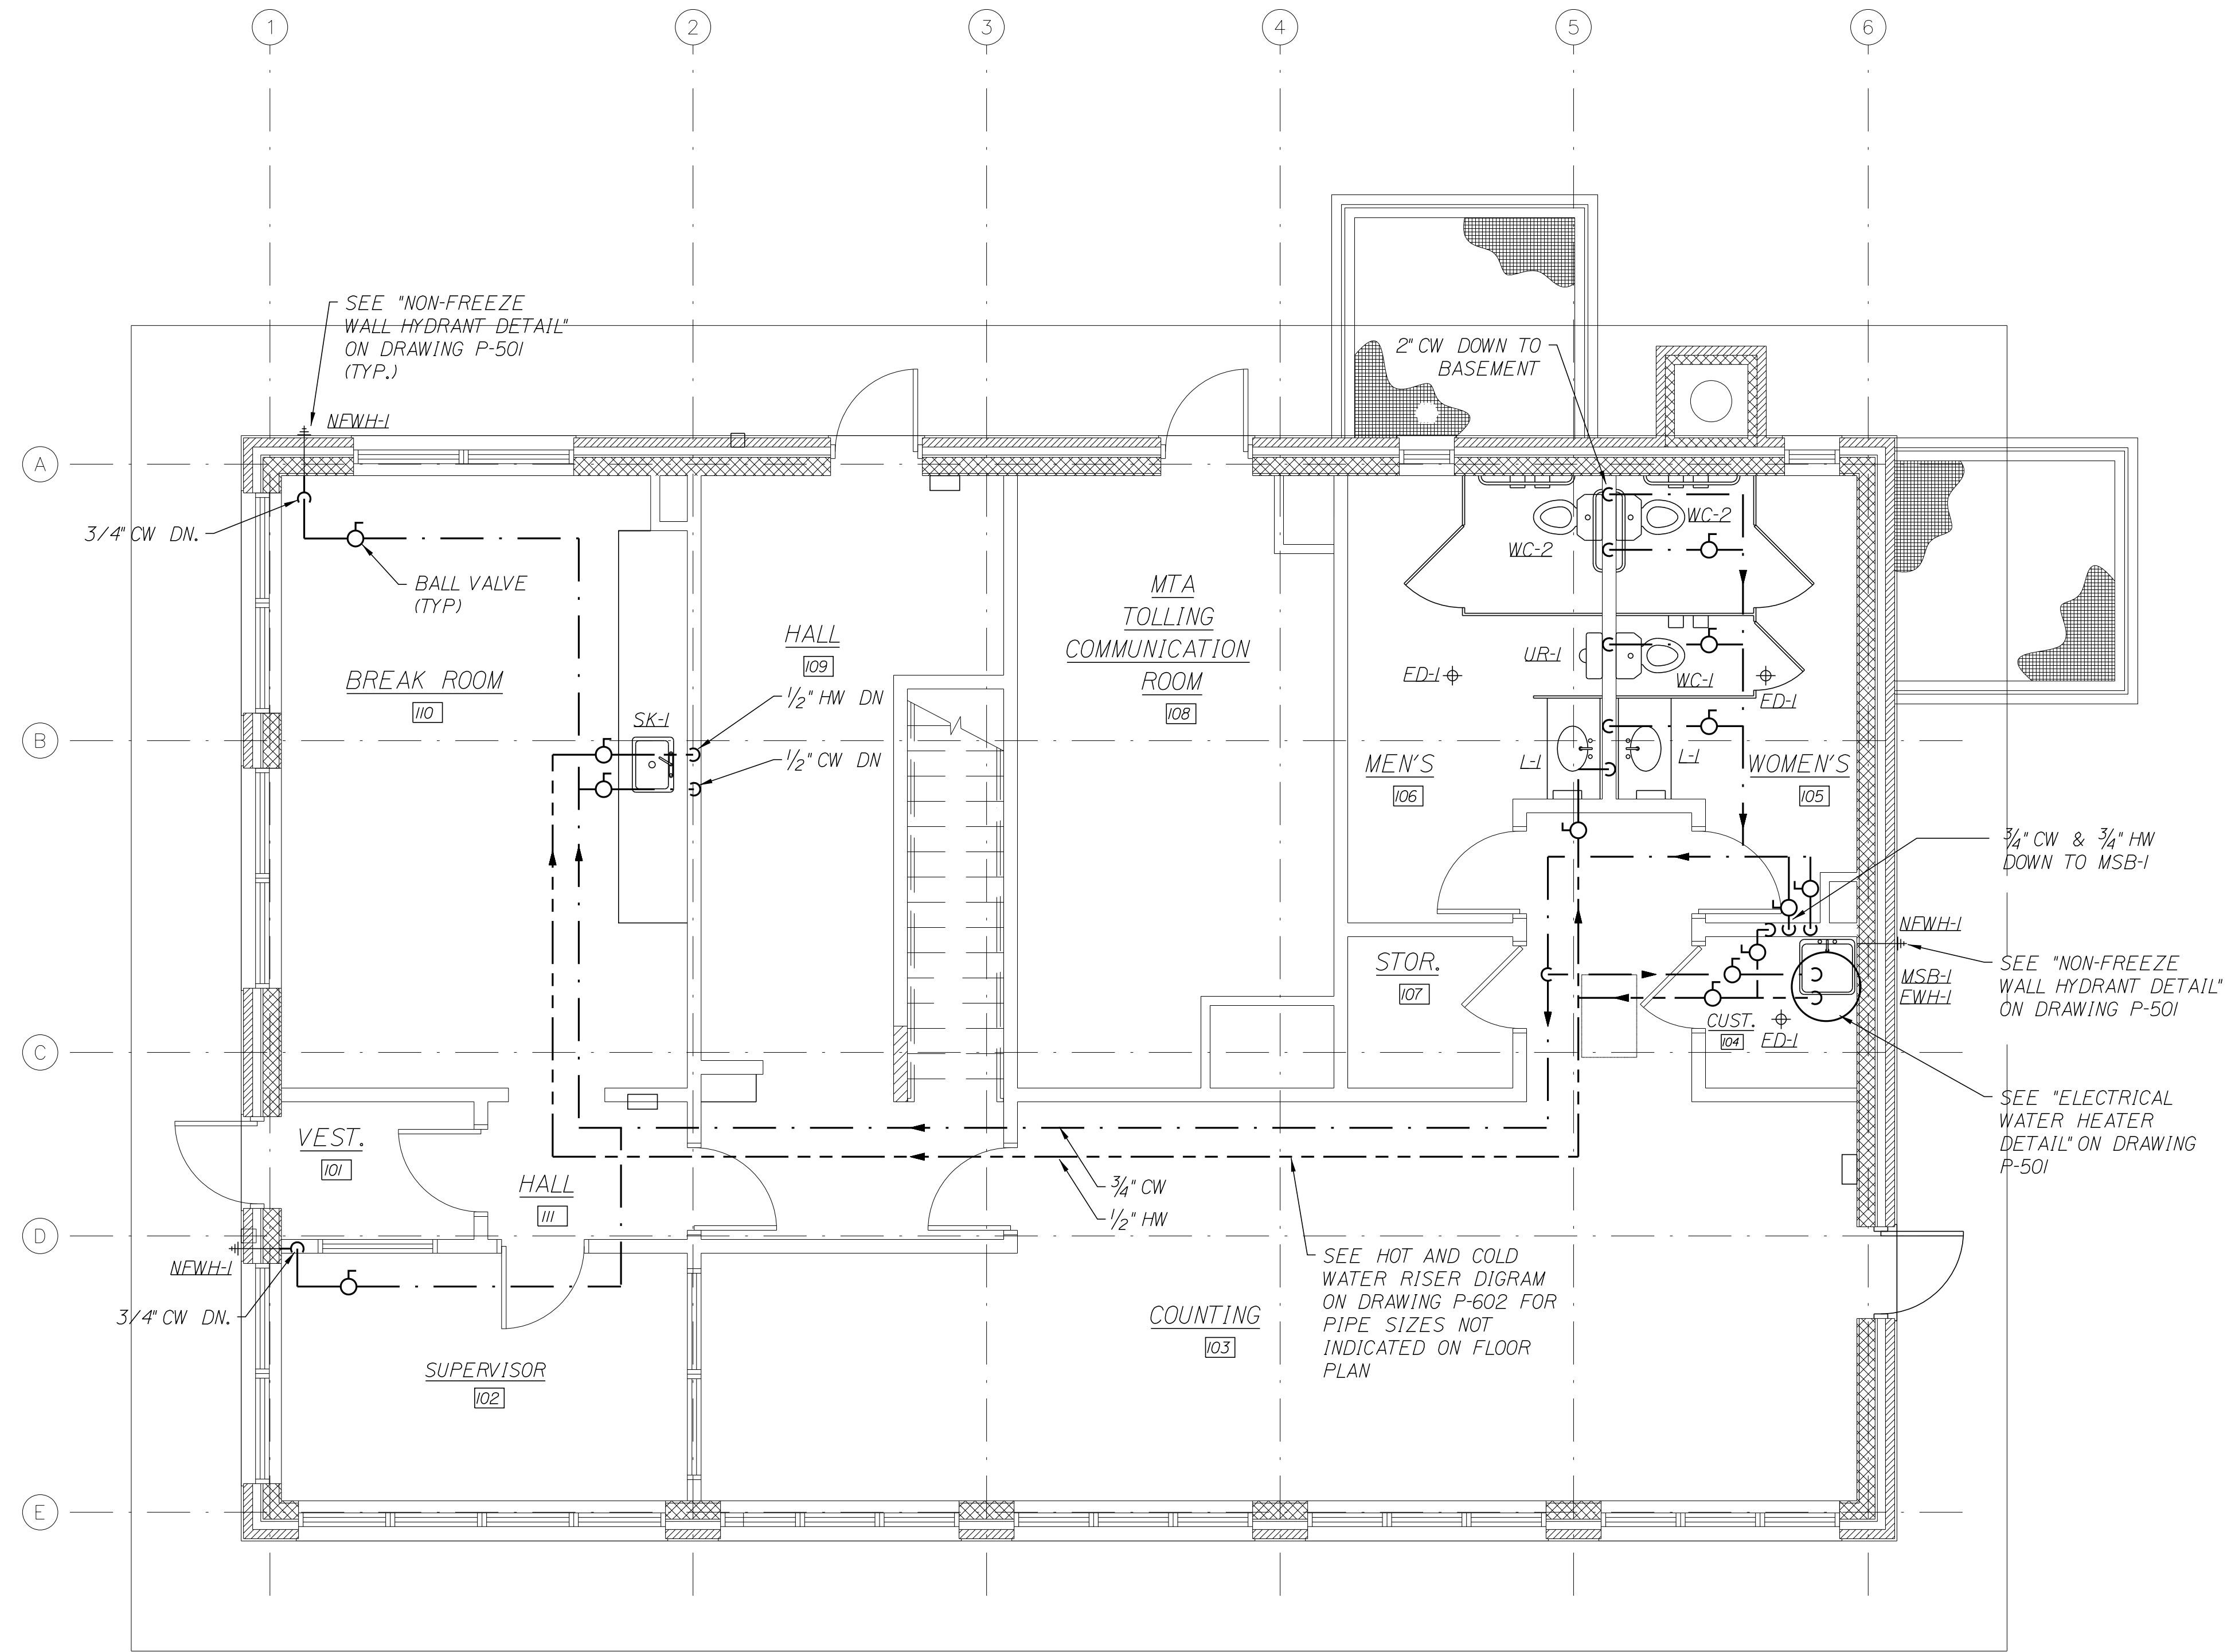 1
2
3
4
5
6
SEE "NON-FREEZE
WALL HYDRANT DETAIL"
ON DRAWING P-501
(TYP.)
2" CW DOWN TO
BASEMENT
NFWH-1
A
3/4" CW DN.
BALL VALVE
(TYP)
WC-2
WC-2
MTA
TOLLING
COMMUNICATION
ROOM
108
HALL
109
UR-1
WC-1
FD-1
FD-1
BREAK ROOM
110
1/2" HW DN
SK-1
B
1/2" CW DN
MEN'S
106
L-1
L-1
WOMEN'S
105
3/4" CW & 3/4" HW
DOWN TO MSB-1
NFWH-1
STOR.
107
SEE "NON-FREEZE
WALL HYDRANT DETAIL"
ON DRAWING P-501
MSB-1
EWH-1
CUST.
104
FD-1
C
SEE "ELECTRICAL
WATER HEATER
DETAIL" ON DRAWING
P-501
VEST.
101
HALL
111
3/4" CW
1/2" HW
D
NFWH-1
3/4" CW DN.
SEE HOT AND COLD
WATER RISER DIGRAM
ON DRAWING P-602 FOR
PIPE SIZES NOT
INDICATED ON FLOOR
PLAN
COUNTING
103
SUPERVISOR
102
E